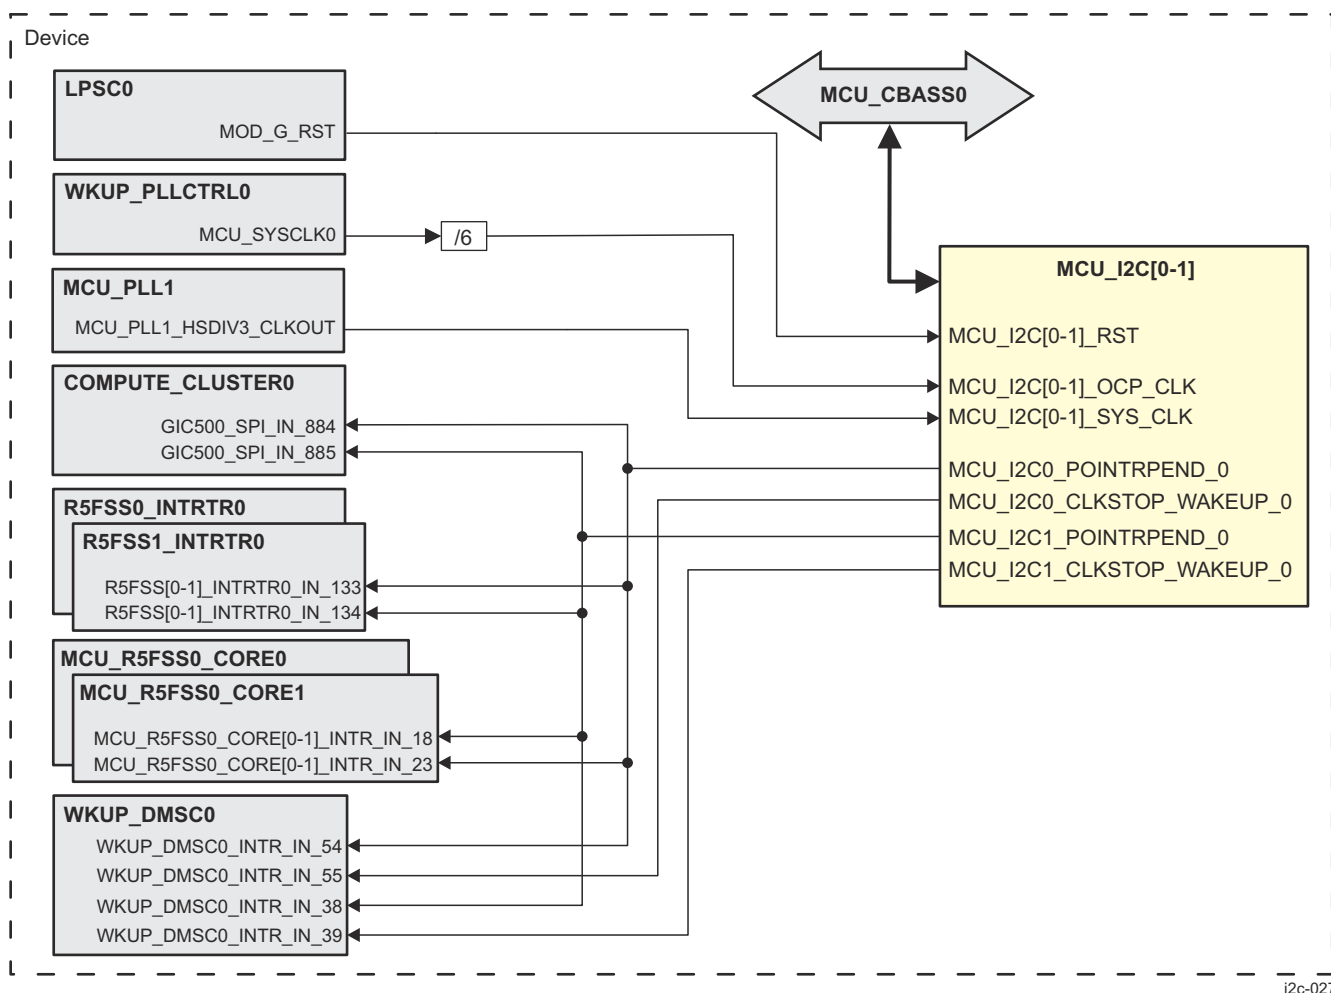 Device
LPSC0
MOD_G_RST
WKUP_PLLCTRL0
MCU_SYSCLK0
/6
MCU_PLL1
MCU_PLL1_HSDIV3_CLKOUT
COMPUTE_CLUSTER0
GIC500_SPI_IN_884
GIC500_SPI_IN_885
R5FSS0_INTRTR0
R5FSS1_INTRTR0
R5FSS[0-1]_INTRTR0_IN_133
R5FSS[0-1]_INTRTR0_IN_134
MCU_R5FSS0_CORE0
MCU_R5FSS0_CORE1
MCU_R5FSS0_CORE[0-1]_INTR_IN_18
MCU_R5FSS0_CORE[0-1]_INTR_IN_23
WKUP_DMSC0
WKUP_DMSC0_INTR_IN_54
WKUP_DMSC0_INTR_IN_55
WKUP_DMSC0_INTR_IN_38
WKUP_DMSC0_INTR_IN_39
MCU_CBASS0
MCU_I2C[0-1]
MCU_I2C[0-1]_RST
MCU_I2C[0-1]_OCP_CLK
MCU_I2C[0-1]_SYS_CLK
MCU_I2C0_POINTRPEND_0
MCU_I2C0_CLKSTOP_WAKEUP_0
MCU_I2C1_POINTRPEND_0
MCU_I2C1_CLKSTOP_WAKEUP_0
i2c-027